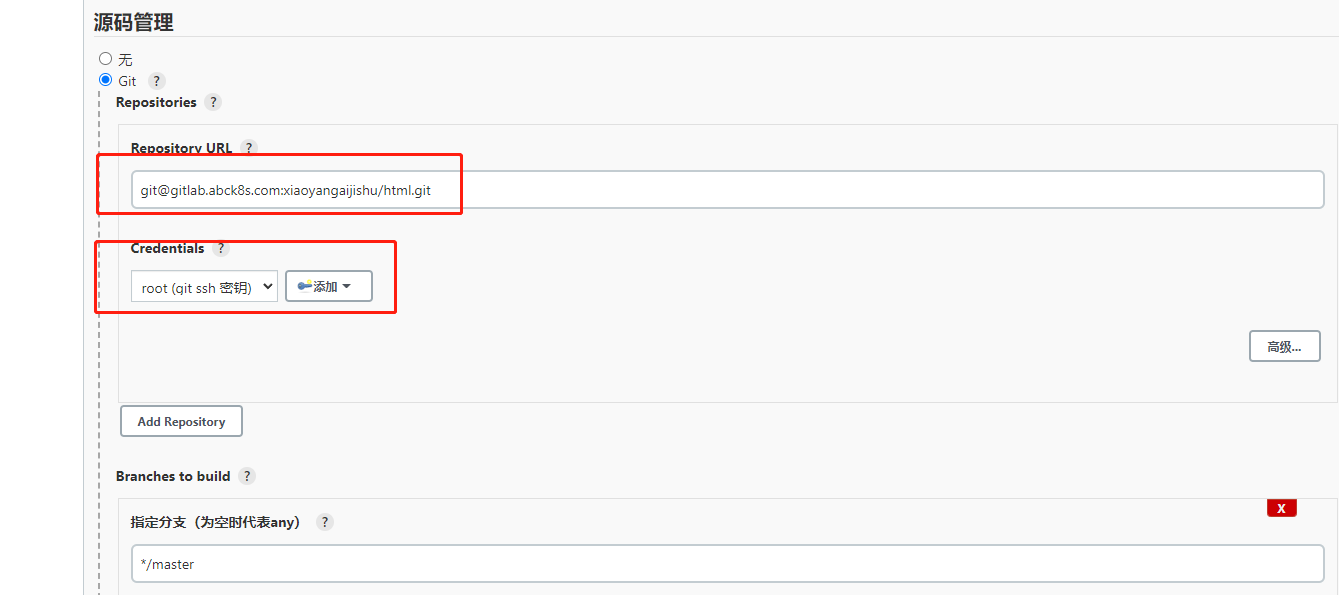 源码管理
无
Git ?
Repositories ?
Repository URL ?
git@gitlab.abck8s.com:xiaoyangaijishu/html.git
Credentials ?
root (git ssh 密钥) 添加
高级...
Add Repository
Branches to build ?
X
指定分支（为空时代表any） ?
*/master